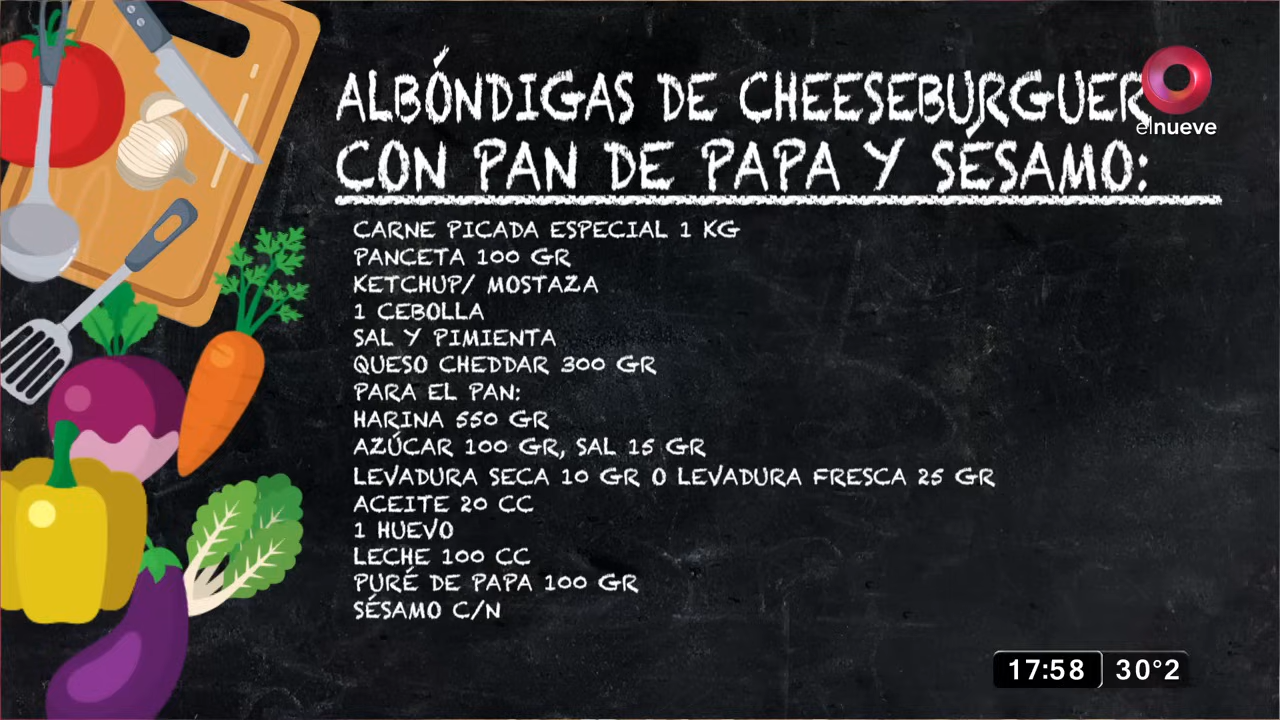 ALBÓNDIGAS DE CHEESEBURGUER
CON PAN DE PAPA Y SÉSAMO:
elnueve
CARNE PICADA ESPECIAL 1 KG
PANCETA 100 GR
KETCHUP/ MOSTAZA
1 CEBOLLA
SAL Y PIMIENTA
QUESO CHEDDAR 300 GR
PARA EL PAN:
HARINA 550 GR
AZÚCAR 100 GR, SAL 15 GR
LEVADURA SECA 10 GR O LEVADURA FRESCA 25 GR
ACEITE 20 CC
1 HUEVO
LECHE 100 CC
PURÉ DE PAPA 100 GR
SÉSAMO C/N
17:58 30°2